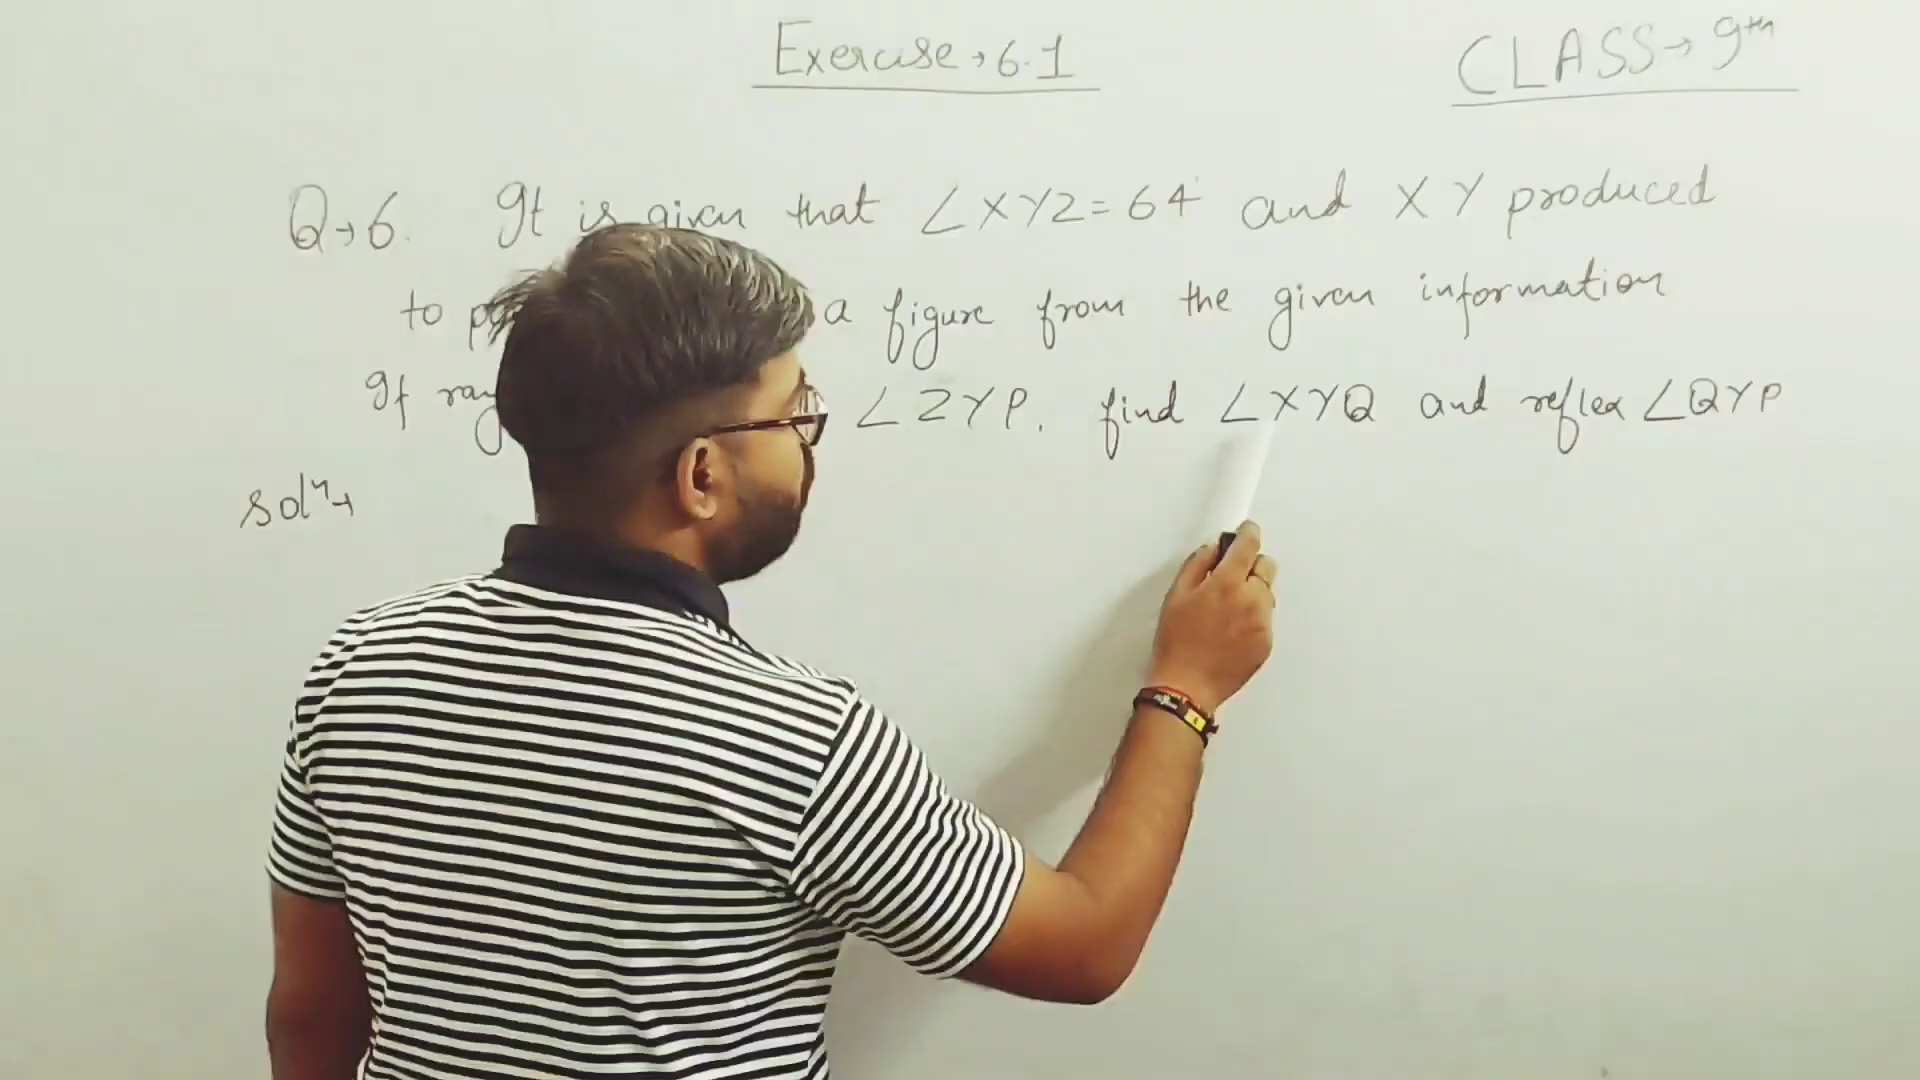 Exercise → 6.1
CLASS → 9th
Q → 6. It is given that ∠XYZ = 64° and XY produced
to a figure from the given information
If ∠ZYP. find ∠XYQ and reflex ∠QYP
solⁿ →